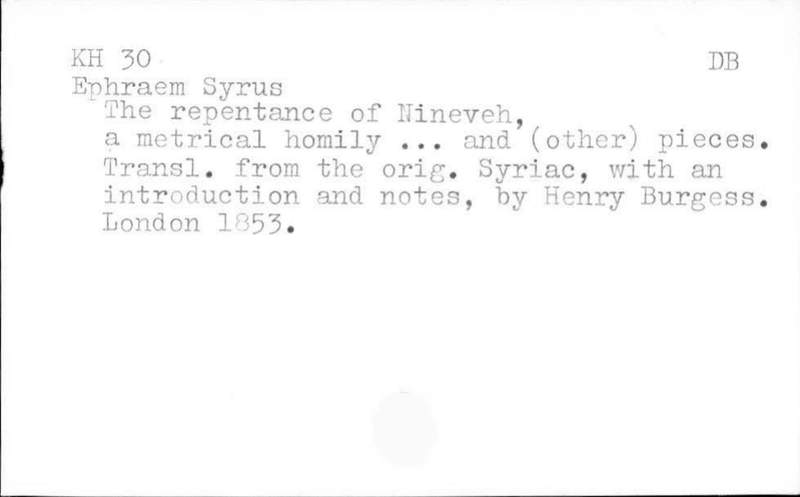 KH 30 DB
Ephraem Syrus
The repentance of Nineveh,
a metrical homily ... and (other) pieces.
Transl. from the orig. Syriac, with an
introduction and notes, by Henry Burgess.
London 1853.